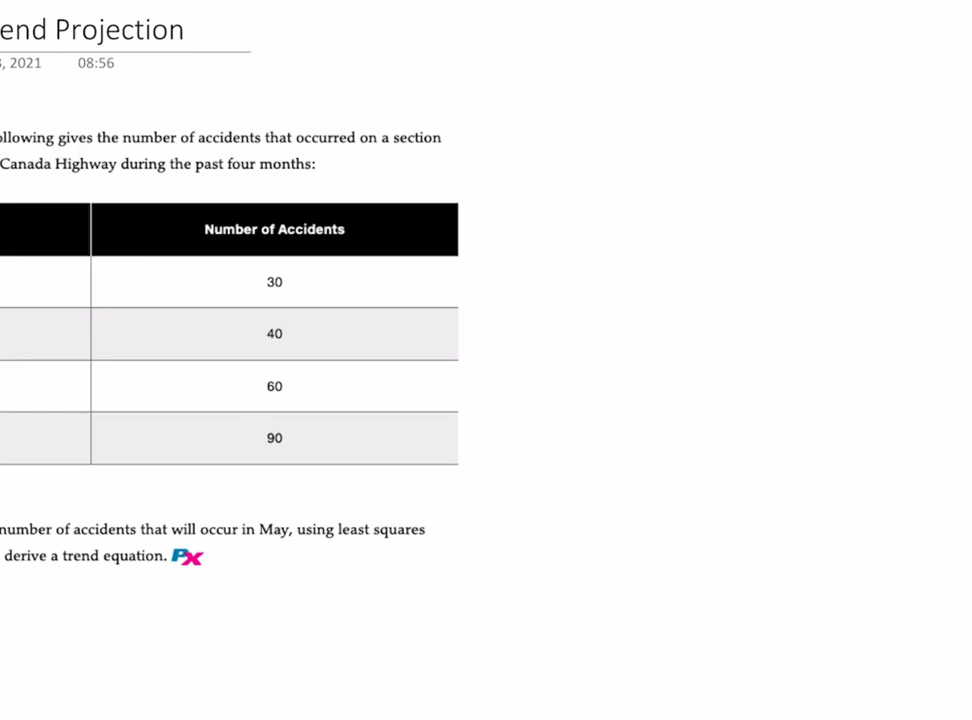 end Projection
, 2021 08:56
ollowing gives the number of accidents that occurred on a section
Canada Highway during the past four months:
Number of Accidents
30
40
60
90
number of accidents that will occur in May, using least squares
derive a trend equation. PX